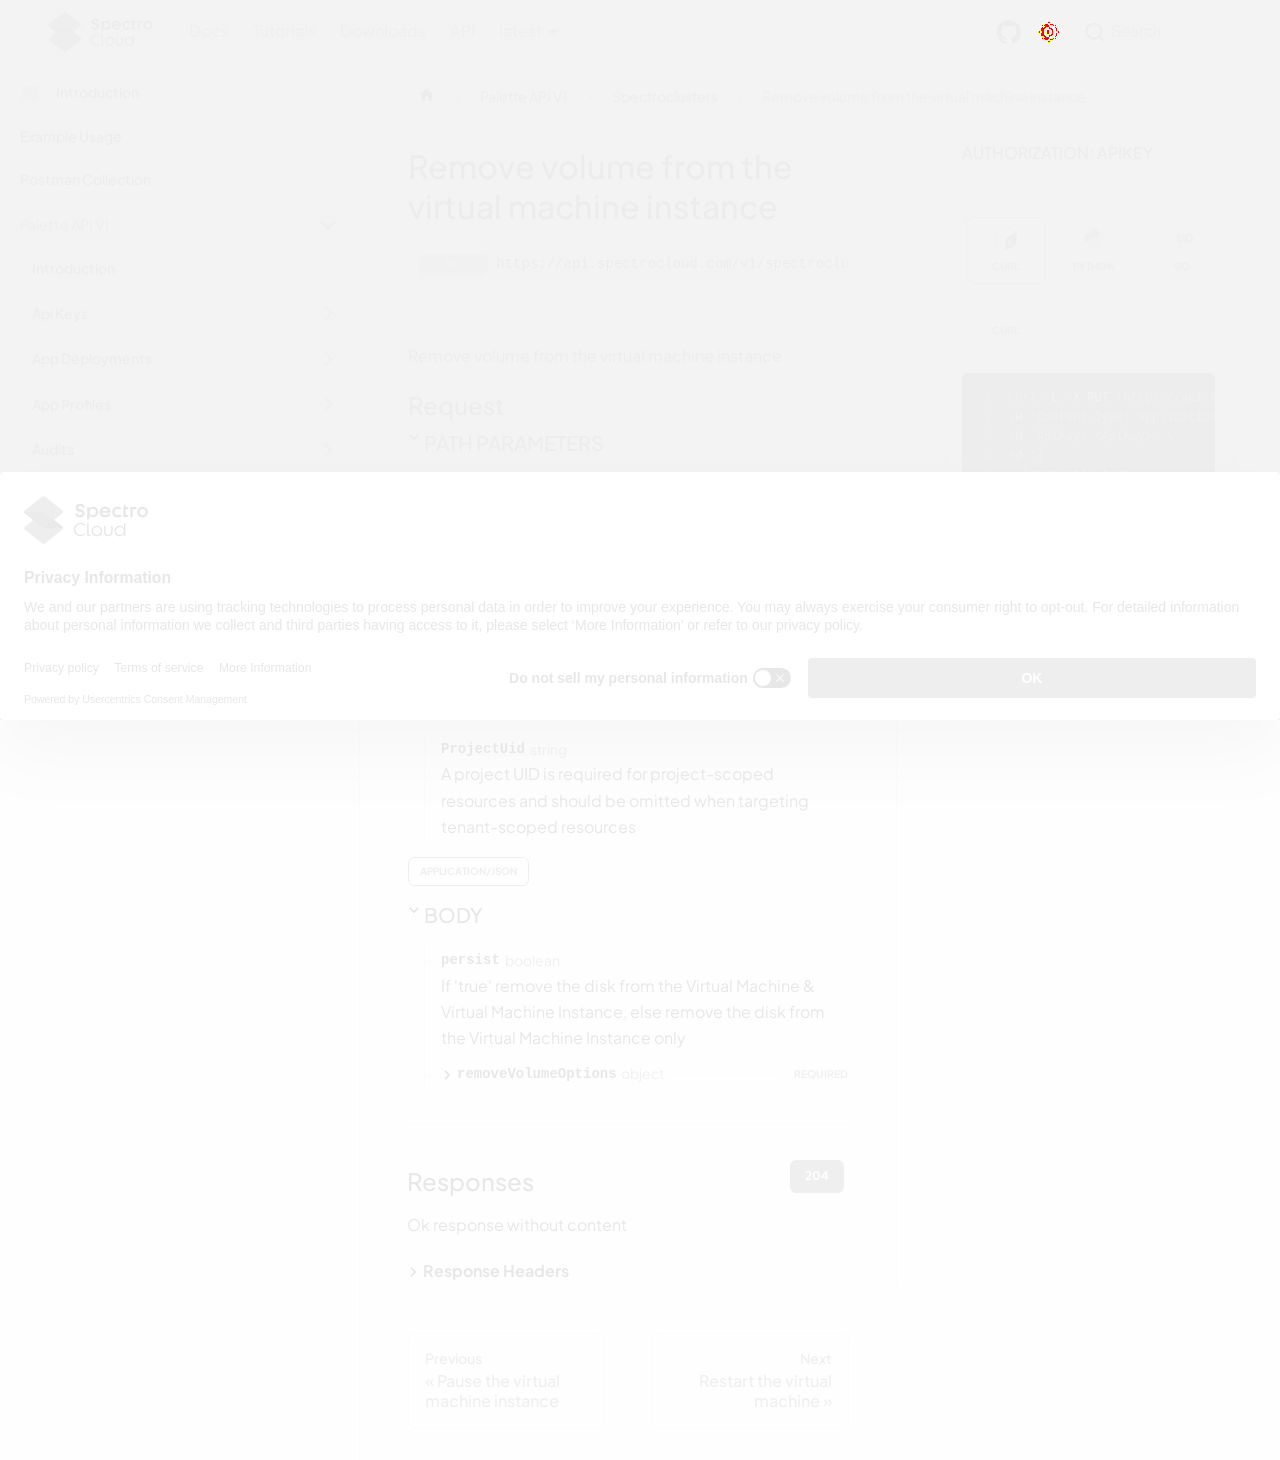 Spectro Cloud
Docs Tutorials Downloads API latest
Search
Introduction
Example Usage
Postman Collection
Palette API V1
Introduction
Api Keys
App Deployments
App Profiles
Audits
Palette API V1 Spectroclusters Remove volume from the virtual machine instance
Remove volume from the
virtual machine instance
https://api.spectrocloud.com/v1/spectroclu
Remove volume from the virtual machine instance
Request
PATH PARAMETERS
AUTHORIZATION: APIKEY
CURL PYTHON GO
CURL
Spectro
Cloud
Privacy Information
We and our partners are using tracking technologies to process personal data in order to improve your experience. You may always exercise your consumer right to opt-out. For detailed information
about personal information we collect and third parties having access to it, please select 'More Information' or refer to our privacy policy.
Privacy policy Terms of service More Information
Powered by Usercentrics Consent Management
Do not sell my personal information
OK
ProjectUid string
A project UID is required for project-scoped
resources and should be omitted when targeting
tenant-scoped resources
APPLICATION/JSON
BODY
persist boolean
If 'true' remove the disk from the Virtual Machine &
Virtual Machine Instance, else remove the disk from
the Virtual Machine Instance only
removeVolumeOptions object REQUIRED
Responses
204
Ok response without content
Response Headers
Previous
« Pause the virtual
machine instance
Next
Restart the virtual
machine »